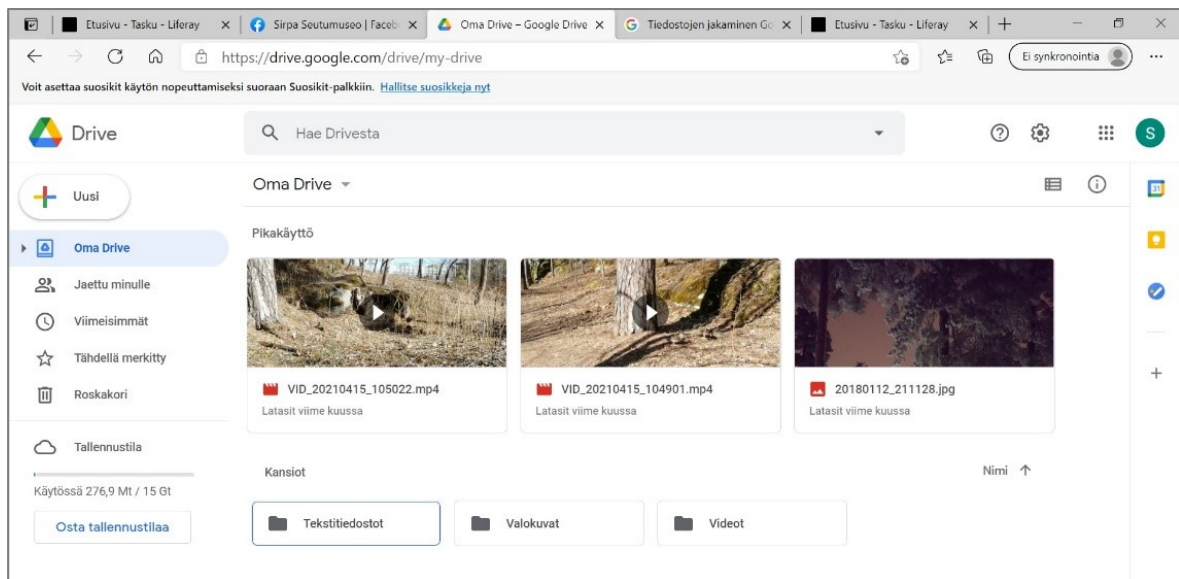 Etusivu - Tasku - Liferay
Sirpa Seutumuseo | Faceb
Oma Drive – Google Drive
Tiedostojen jakaminen Go
Etusivu - Tasku - Liferay
https://drive.google.com/drive/my-drive
Ei synkronointia
Voit asettaa suosikit käytön nopeuttamiseksi suoraan Suosikit-palkkiin. Hallitse suosikkeja nyt
Drive
Hae Drivesta
S
Uusi
Oma Drive
31
Pikakäyttö
Oma Drive
Jaettu minulle
Viimeisimmät
Tähdellä merkitty
Roskakori
VID_20210415_105022.mp4
Latasit viime kuussa
VID_20210415_104901.mp4
Latasit viime kuussa
20180112_211128.jpg
Latasit viime kuussa
Tallennustila
Käytössä 276,9 Mt / 15 Gt
Osta tallennustilaa
Kansiot
Nimi
Tekstitiedostot
Valokuvat
Videot